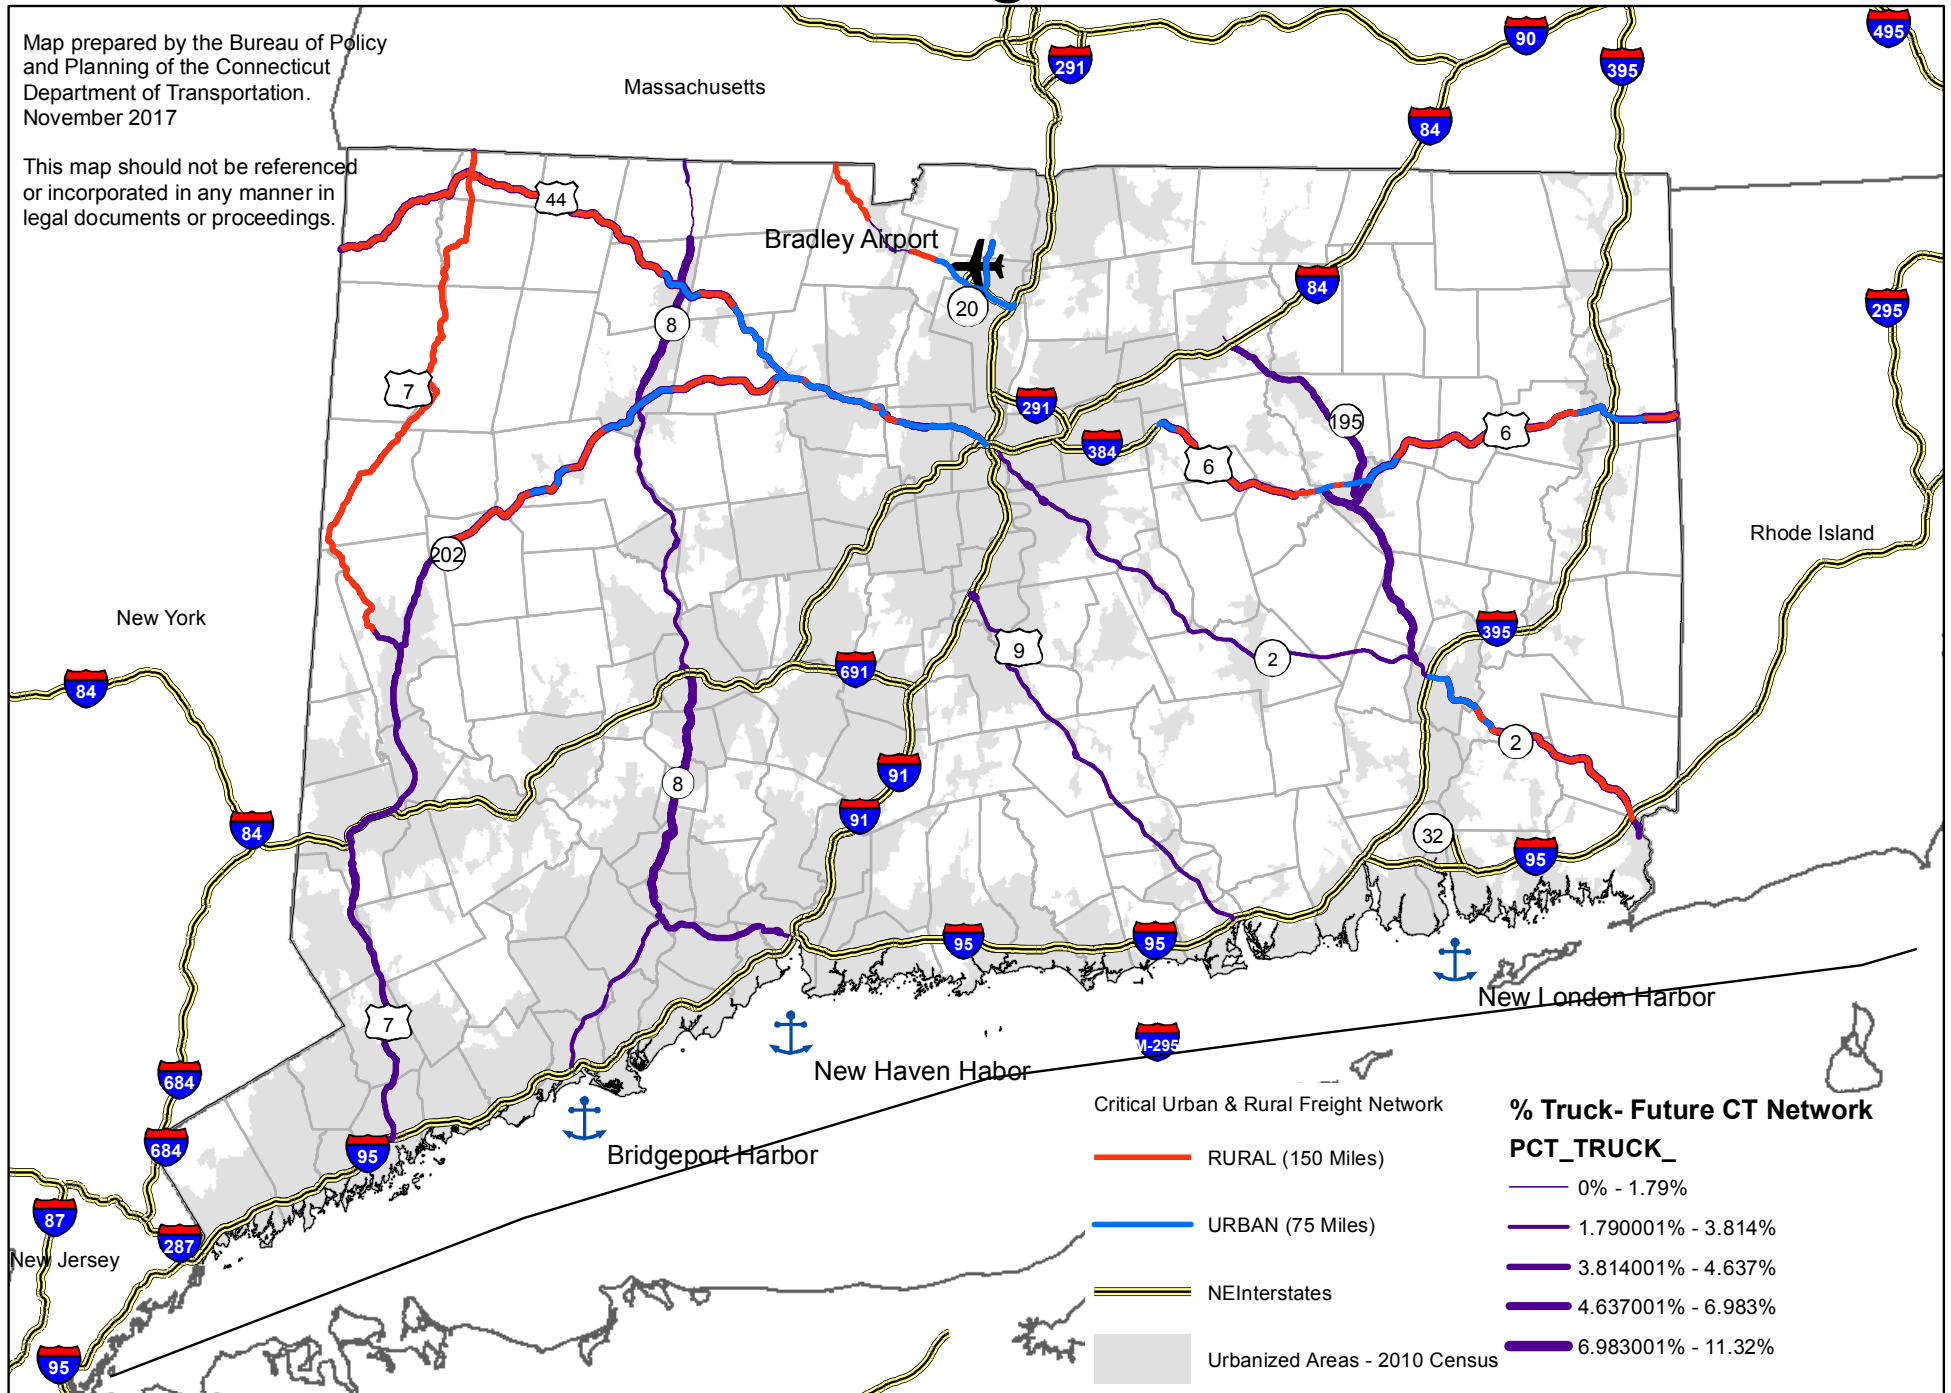 Map prepared by the Bureau of Policy
and Planning of the Connecticut
Department of Transportation.
November 2017
This map should not be referenced
or incorporated in any manner in
legal documents or proceedings.
Massachusetts
291
90
395
495
84
44
Bradley Airport
20
8
84
295
7
291
384
195
6
6
202
Rhode Island
New York
84
691
9
2
395
2
91
91
8
84
32
95
95
95
New London Harbor
7
New Haven Habor
M-295
684
684
95
Bridgeport Harbor
87
287
New Jersey
95
Critical Urban & Rural Freight Network
RURAL (150 Miles)
URBAN (75 Miles)
NEInterstates
Urbanized Areas - 2010 Census
% Truck- Future CT Network
PCT_TRUCK_
0% - 1.79%
1.790001% - 3.814%
3.814001% - 4.637%
4.637001% - 6.983%
6.983001% - 11.32%